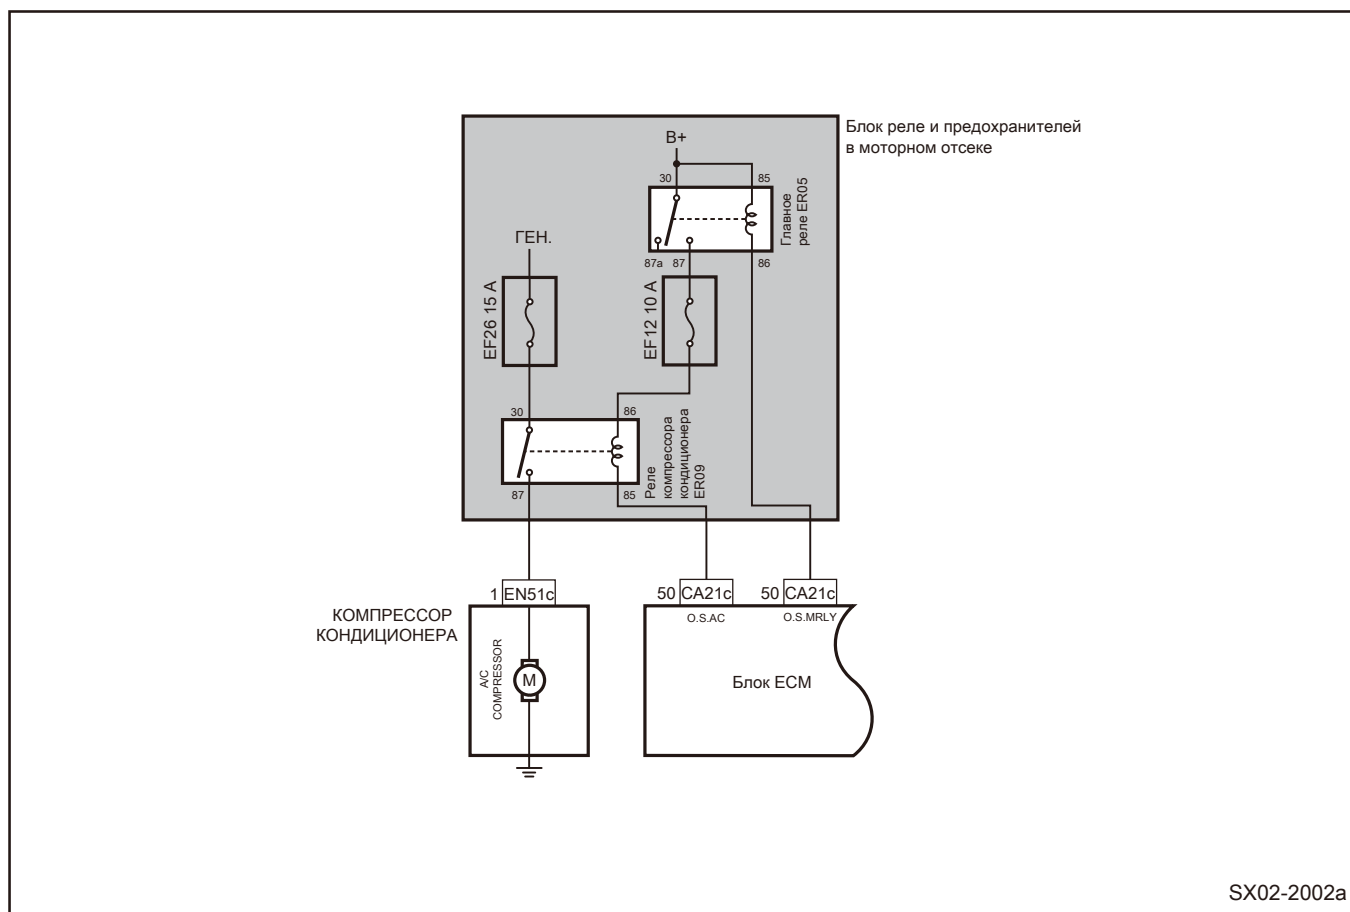 Блок реле и предохранителей
в моторном отсеке
B+
30
85
Главное
реле ER05
87a
87
86
ГЕН.
EF26 15 A
EF12 10 A
30
86
Реле
компрессора
кондиционера
ER09
87
85
1
EN51c
50
CA21c
50
CA21c
КОМПРЕССОР
КОНДИЦИОНЕРА
O.S.AC
O.S.MRLY
A/C
COMPRESSOR
M
Блок ECM
SX02-2002a